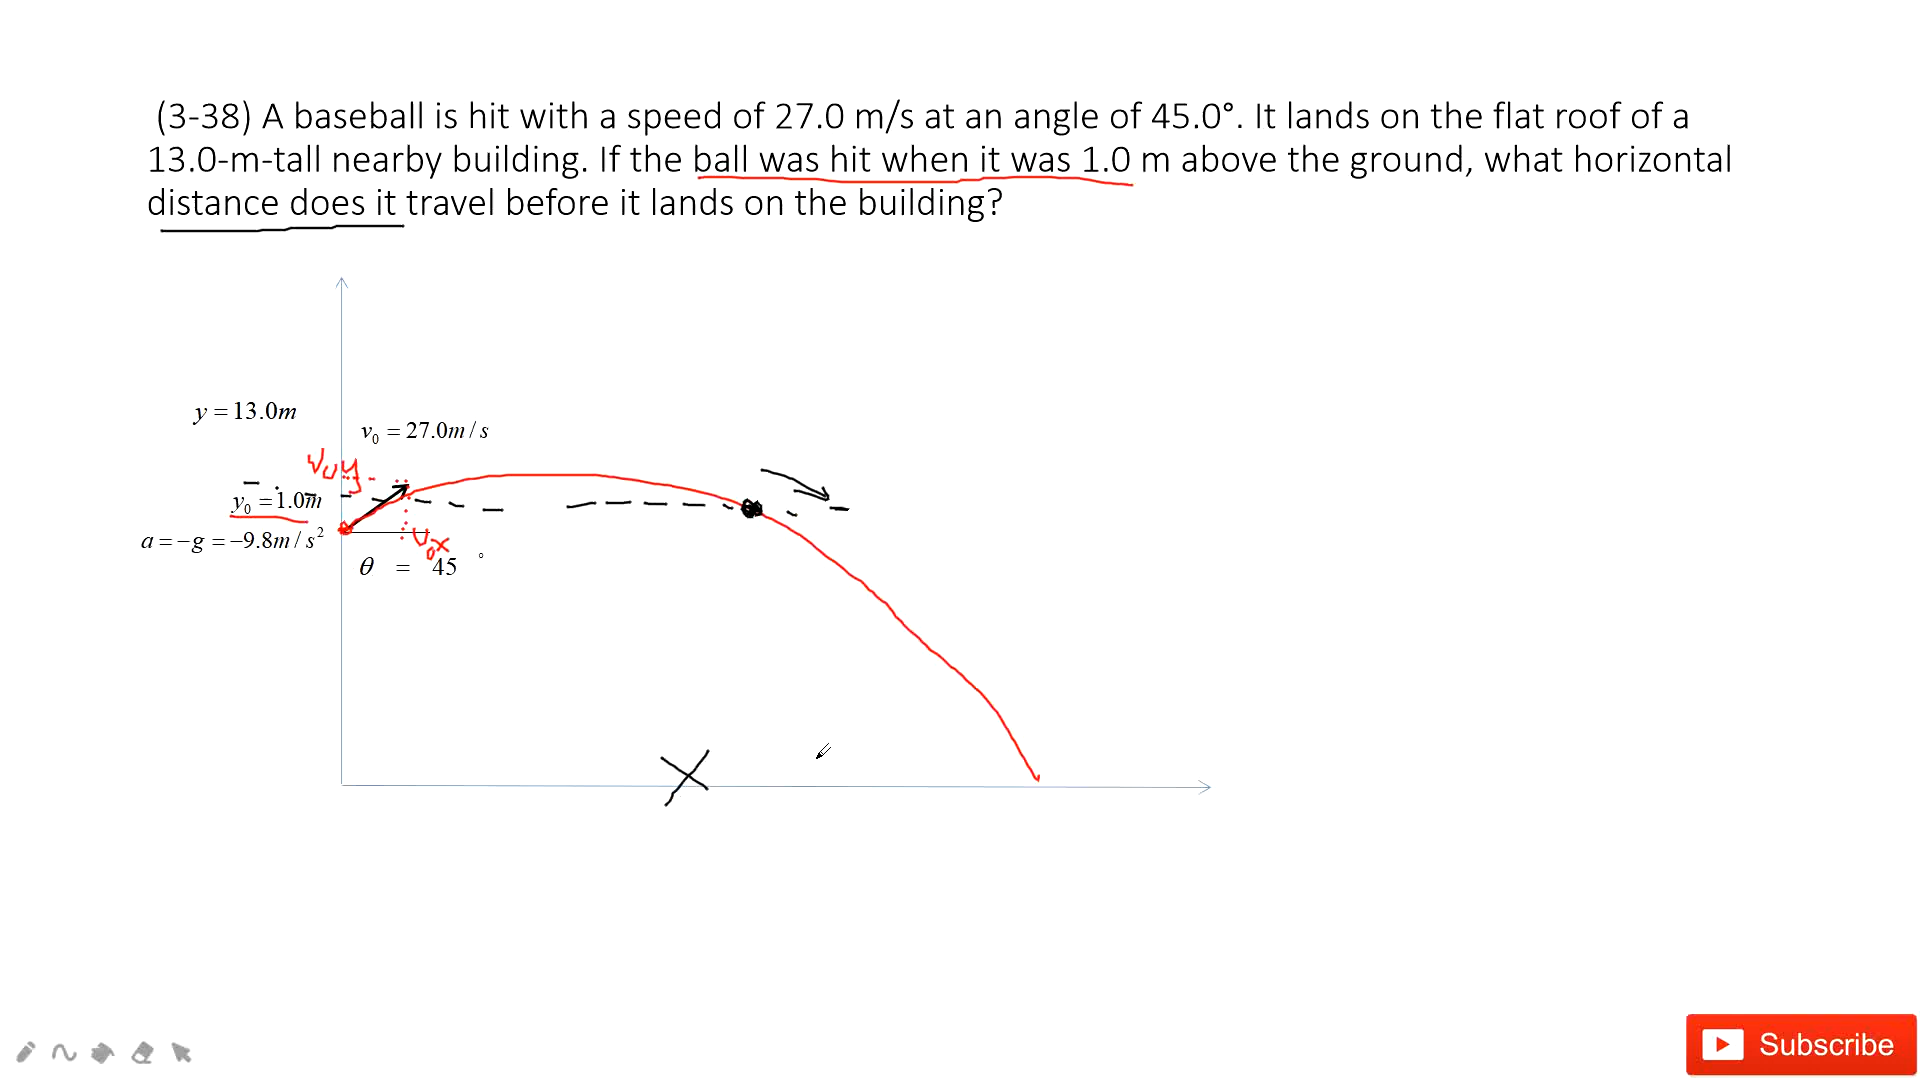 (3-38) A baseball is hit with a speed of 27.0 m/s at an angle of 45.0°. It lands on the flat roof of a
13.0-m-tall nearby building. If the ball was hit when it was 1.0 m above the ground, what horizontal
distance does it travel before it lands on the building?
y = 13.0m
v₀ = 27.0m / s
v₀y
y₀ = 1.0m
a = −g = −9.8m / s²
v₀x
θ = 45 °
X
Subscribe